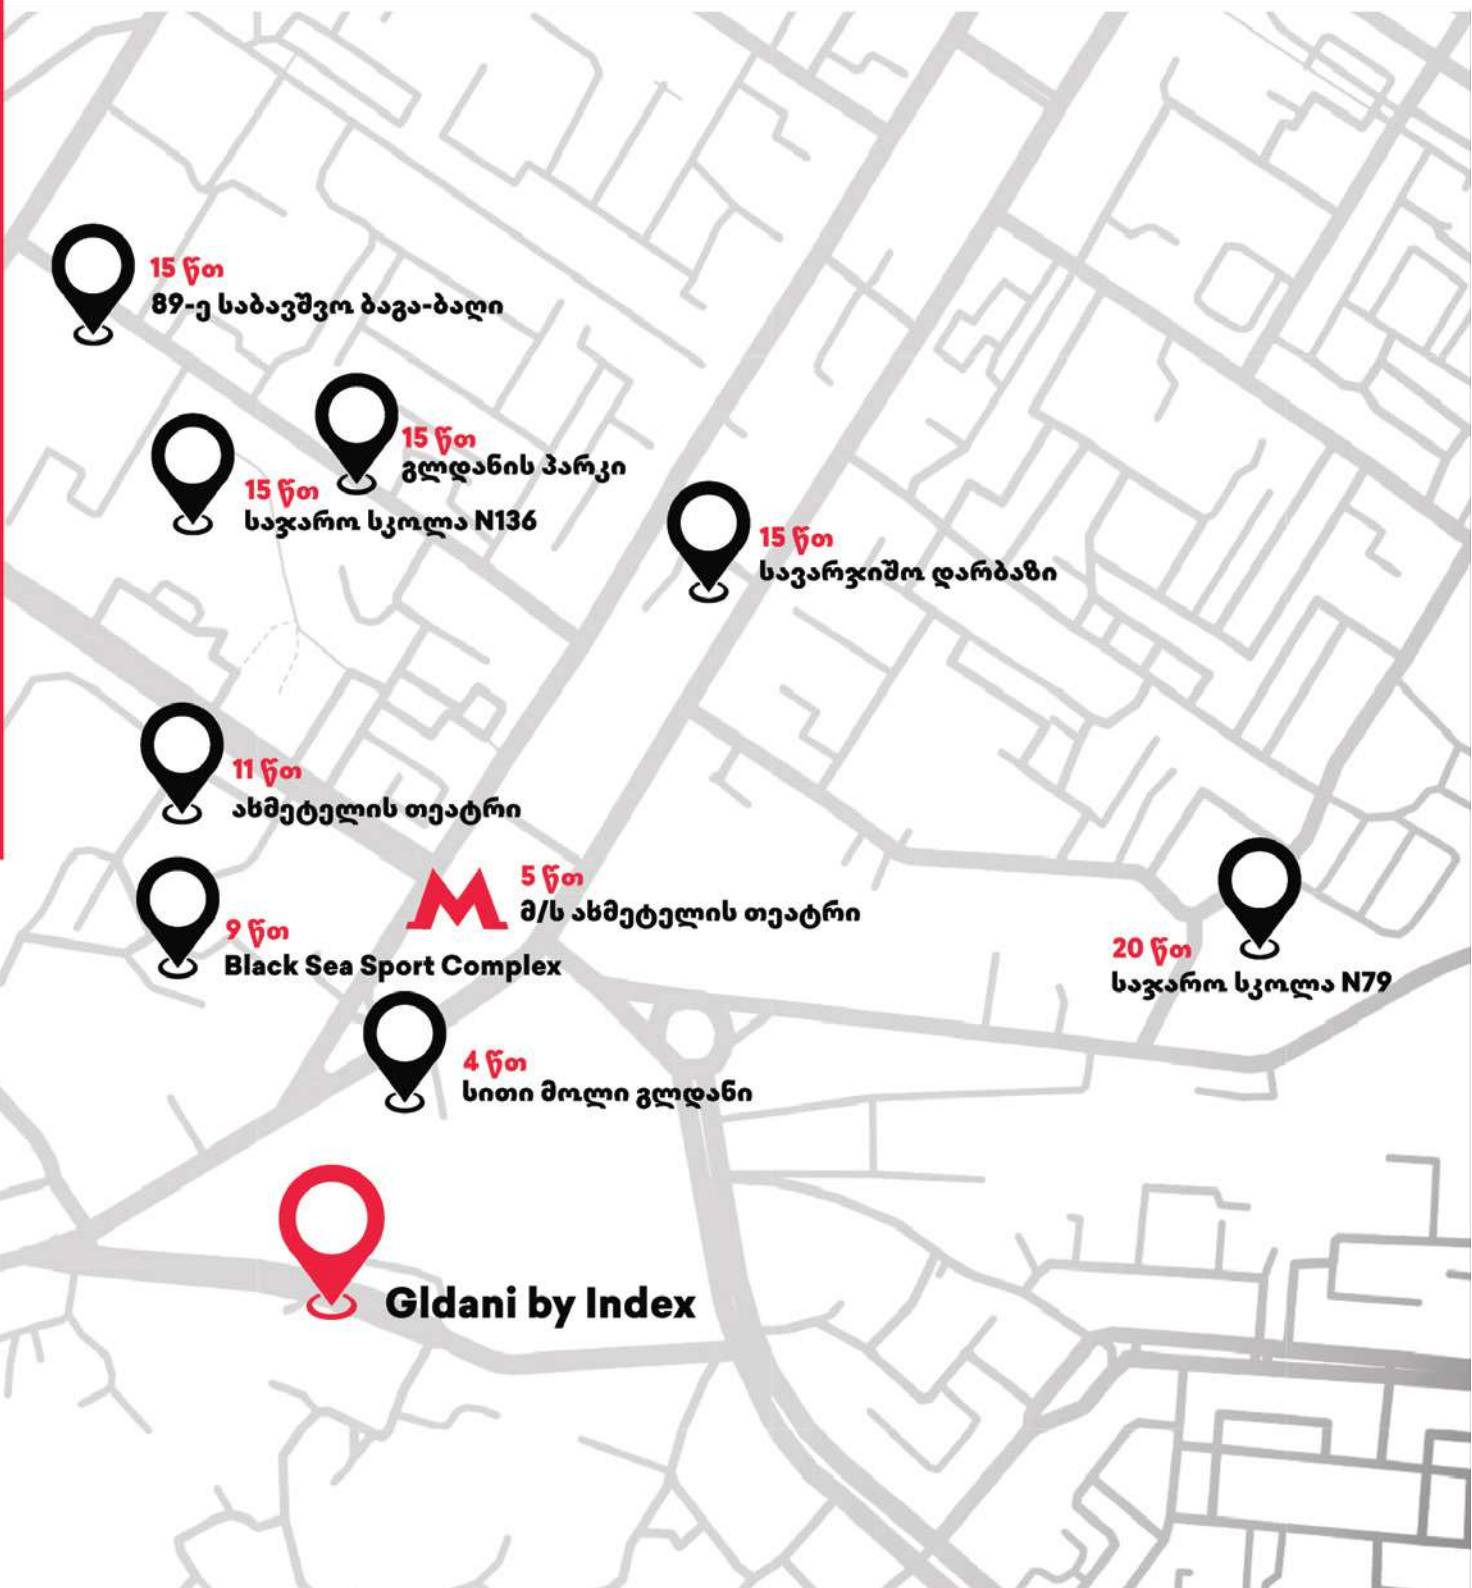 15 წთ
89-ე საბავშვო ბაგა-ბაღი
15 წთ
გლდანის პარკი
15 წთ
საჯარო სკოლა N136
15 წთ
სავარჯიშო დარბაზი
11 წთ
ახმეტელის თეატრი
5 წთ
მ/ს ახმეტელის თეატრი
9 წთ
Black Sea Sport Complex
20 წთ
საჯარო სკოლა N79
4 წთ
სითი მოლი გლდანი
Gldani by Index